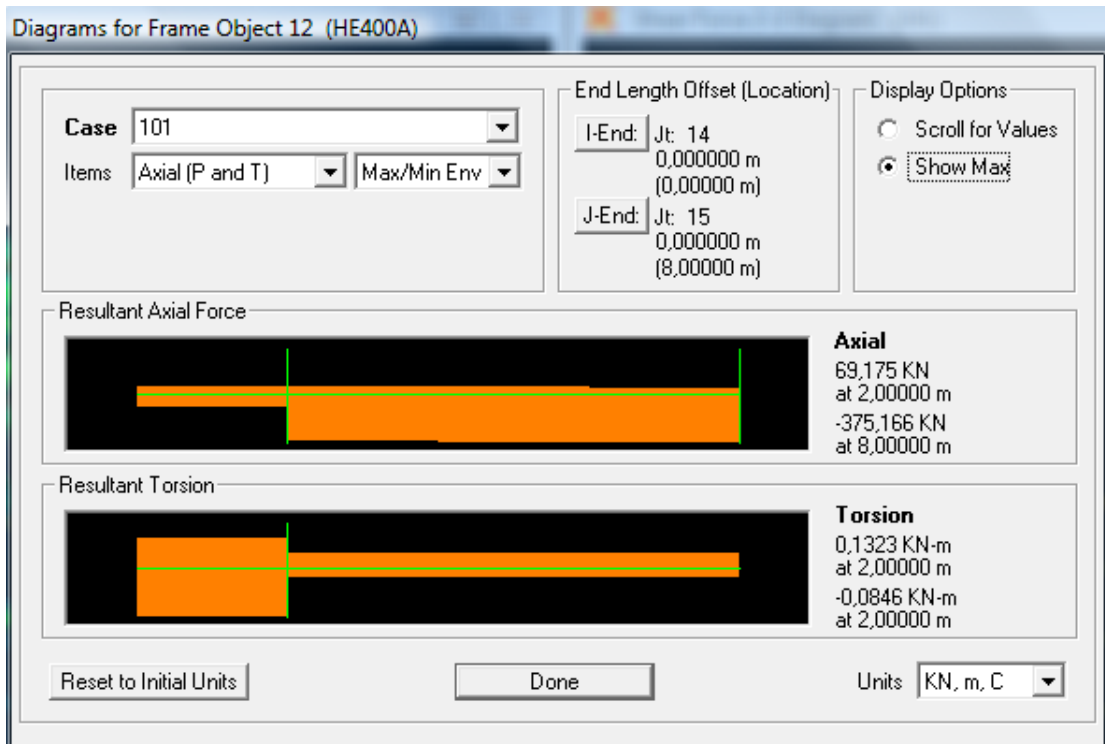 Diagrams for Frame Object 12 (HE400A)
Case 101
Items Axial (P and T) Max/Min Env
End Length Offset (Location)
I-End: Jt: 14
0,000000 m
(0,00000 m)
J-End: Jt: 15
0,000000 m
(8,00000 m)
Display Options
Scroll for Values
Show Max
Resultant Axial Force
Axial
69,175 KN
at 2,00000 m
-375,166 KN
at 8,00000 m
Resultant Torsion
Torsion
0,1323 KN-m
at 2,00000 m
-0,0846 KN-m
at 2,00000 m
Reset to Initial Units
Done
Units KN, m, C